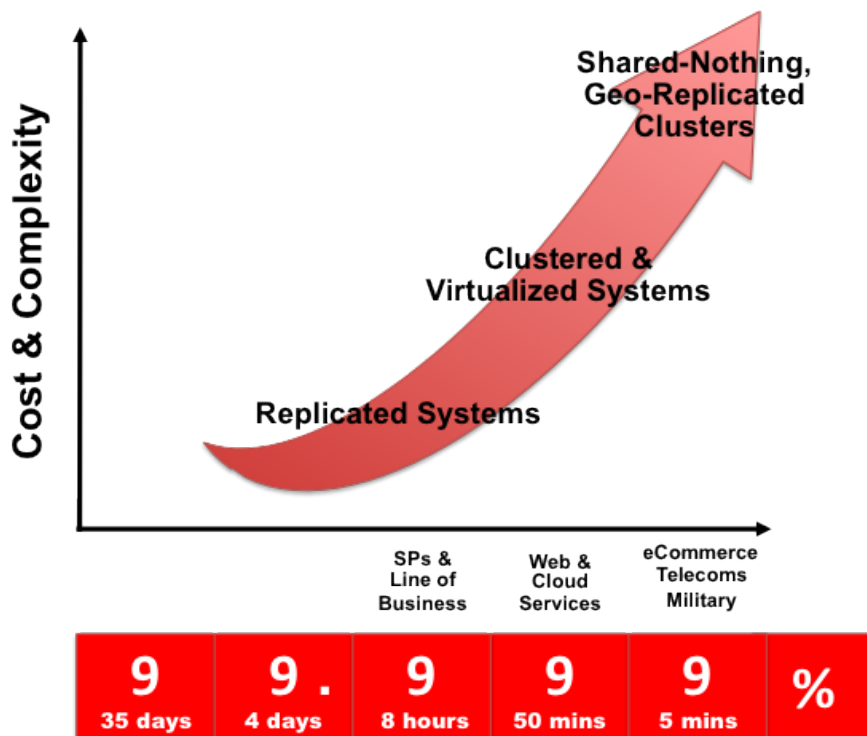 Cost & Complexity
Shared-Nothing,
Geo-Replicated
Clusters
Clustered &
Virtualized Systems
Replicated Systems
SPs &
Line of
Business
Web &
Cloud
Services
eCommerce
Telecoms
Military
9 9 . 9 9 9 %
35 days 4 days 8 hours 50 mins 5 mins